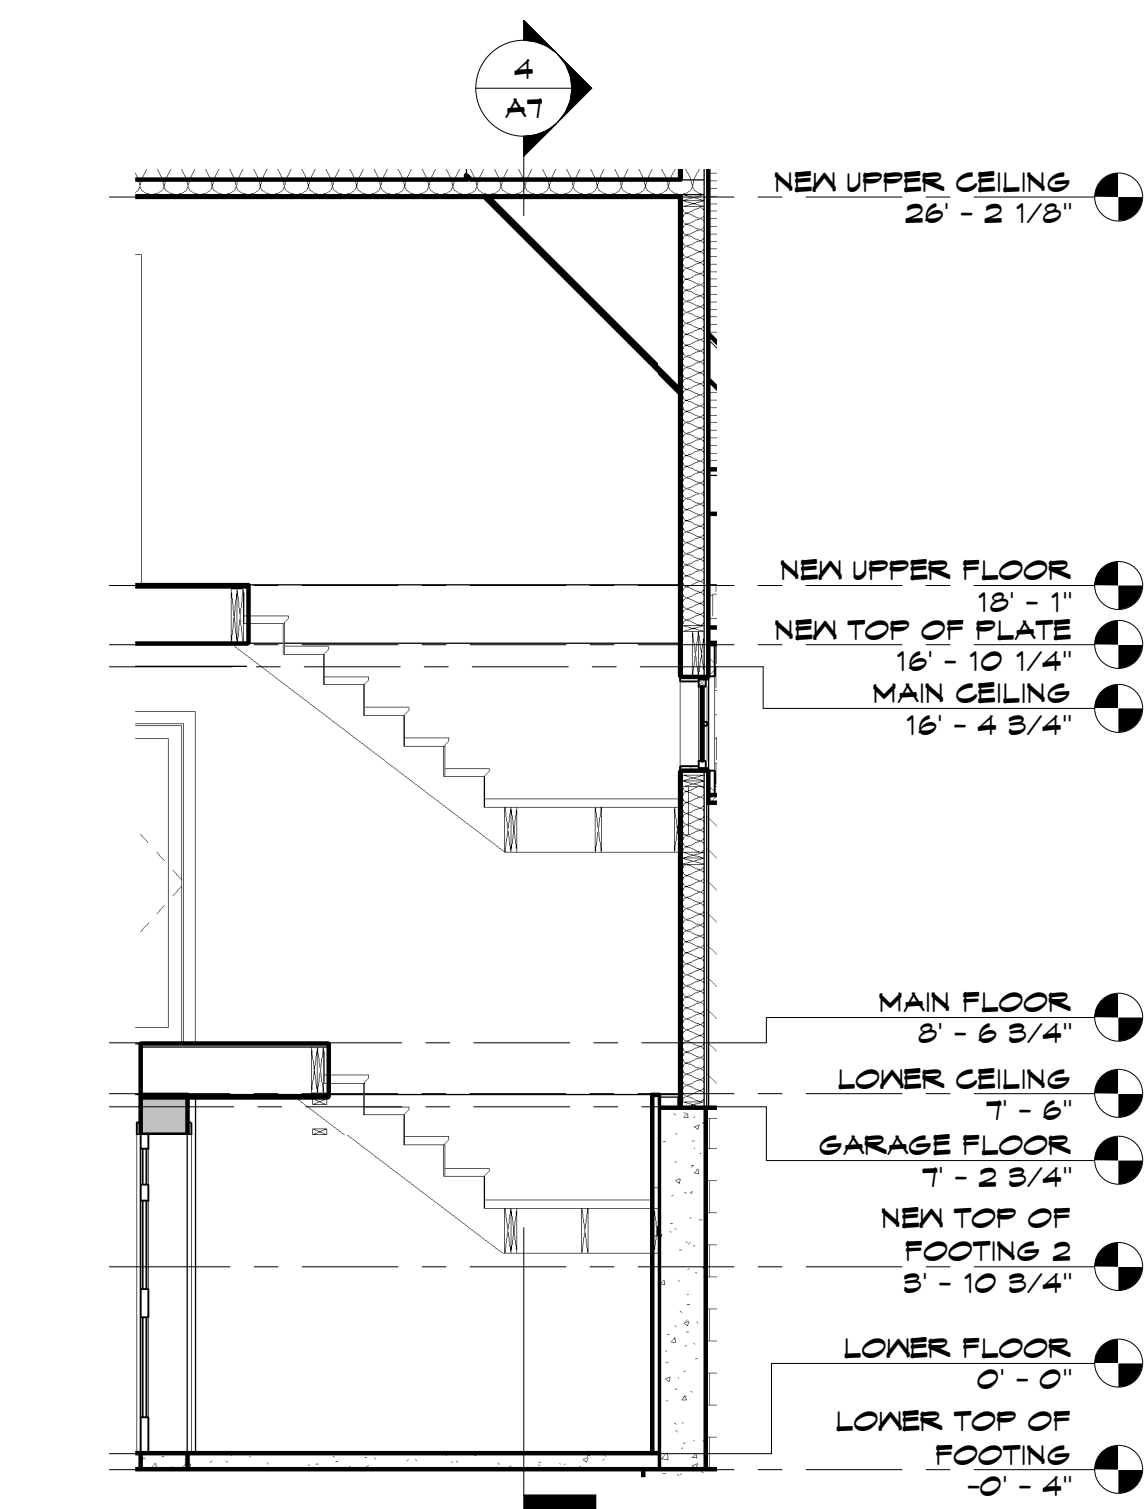 4
A7
NEW UPPER CEILING
26' - 2 1/8"
NEW UPPER FLOOR
18' - 1"
NEW TOP OF PLATE
16' - 10 1/4"
MAIN CEILING
16' - 4 3/4"
MAIN FLOOR
8' - 6 3/4"
LOWER CEILING
7' - 6"
GARAGE FLOOR
7' - 2 3/4"
NEW TOP OF
FOOTING 2
3' - 10 3/4"
LOWER FLOOR
0' - 0"
LOWER TOP OF
FOOTING
-0' - 4"